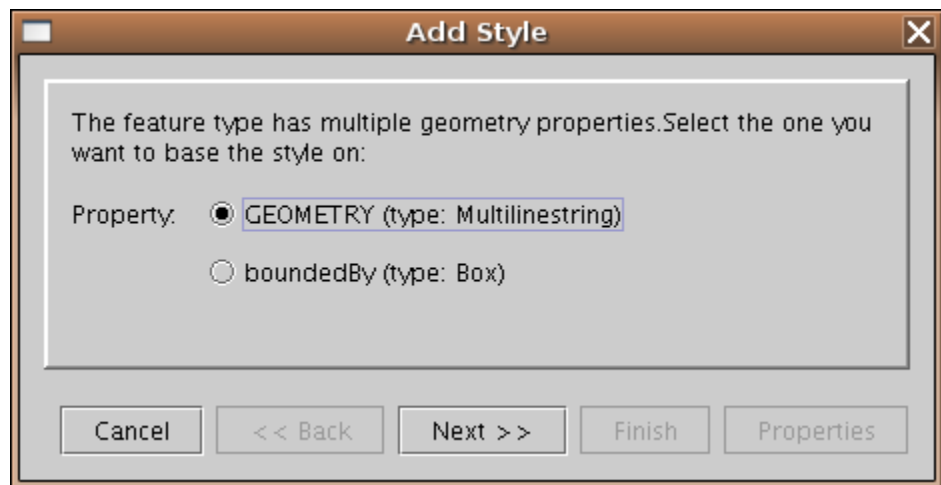 Add Style
The feature type has multiple geometry properties.Select the one you
want to base the style on:
Property: GEOMETRY (type: Multilinestring)
boundedBy (type: Box)
Cancel << Back Next >> Finish Properties